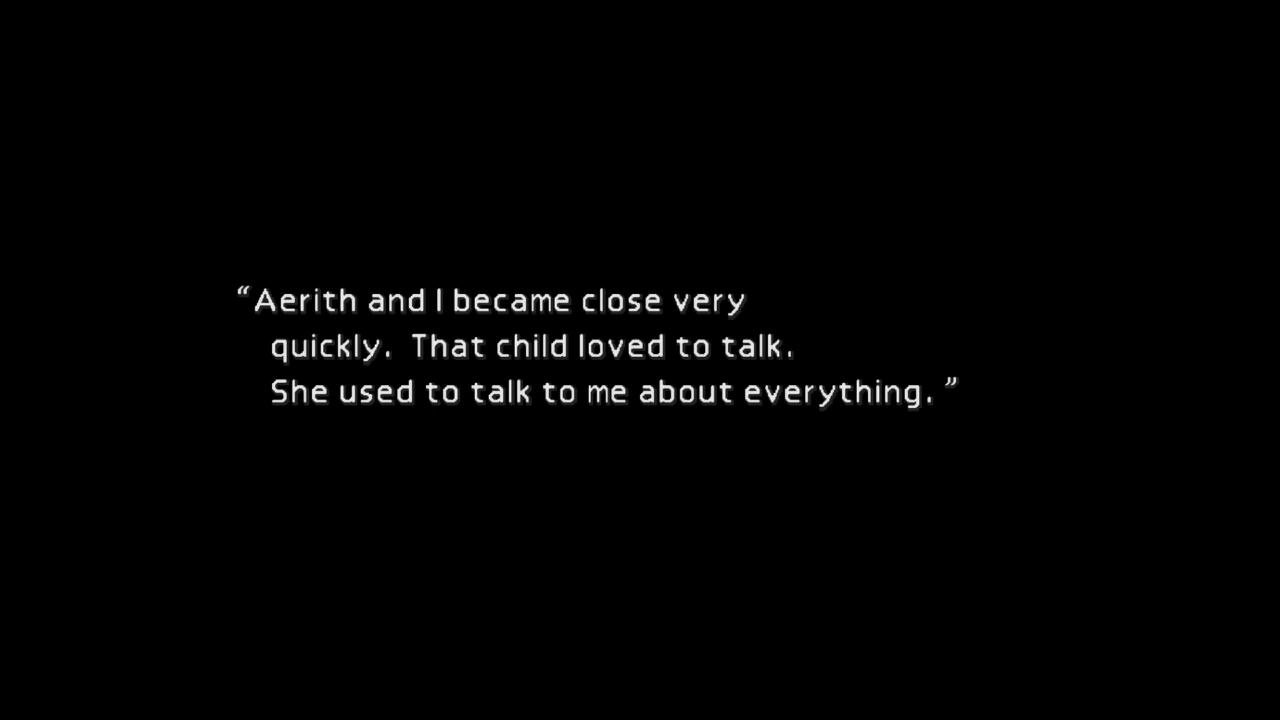 “Aerith and I became close very
quickly. That child loved to talk.
She used to talk to me about everything.”